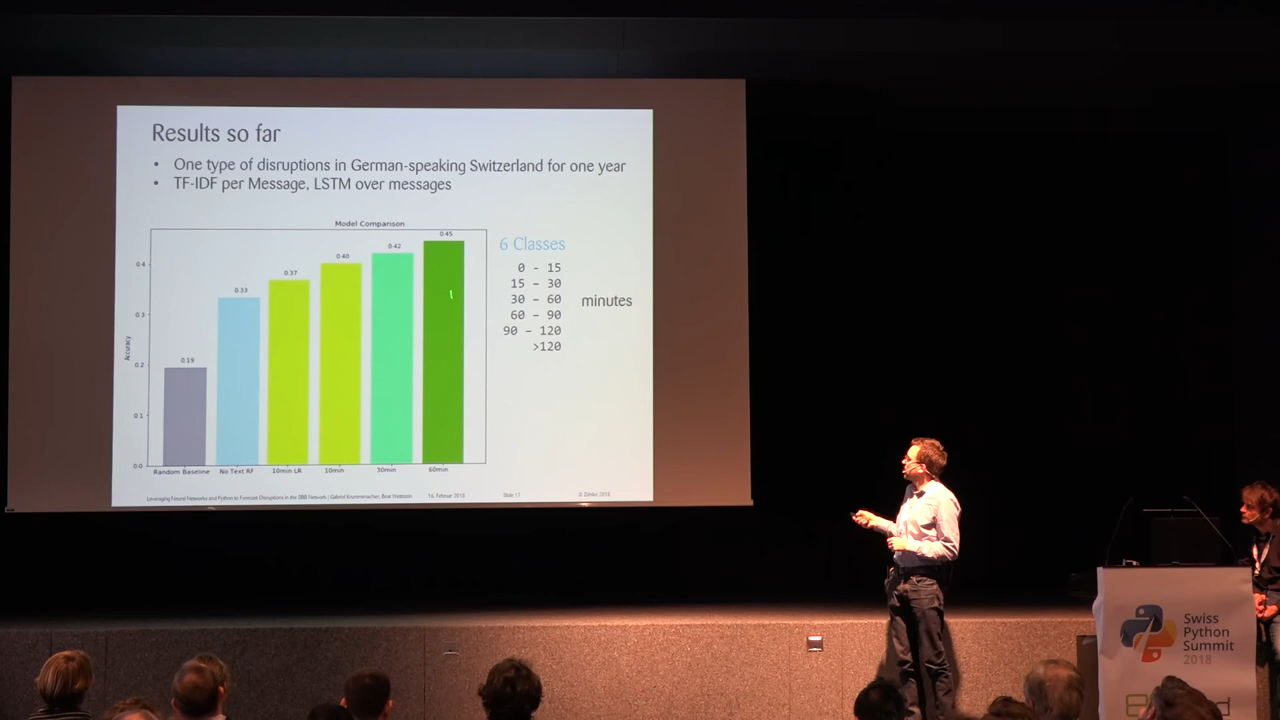 Results so far
• One type of disruptions in German-speaking Switzerland for one year
• TF-IDF per Message, LSTM over messages
Model Comparison
Accuracy
0.4
0.3
0.2
0.1
0.0
0.19
0.33
0.37
0.40
0.42
0.45
Random Baseline
No Text RF
10min LR
10min
30min
60min
6 Classes
0 – 15
15 – 30
30 – 60
60 – 90
90 – 120
>120
minutes
Leveraging Neural Networks and Python to Forecast Disruptions in the SBB Network | Gabriel Krummenacher, Beat Wettstein
16. Februar 2018
Slide 17
© Zühlke 2018
Swiss
Python
Summit
2018